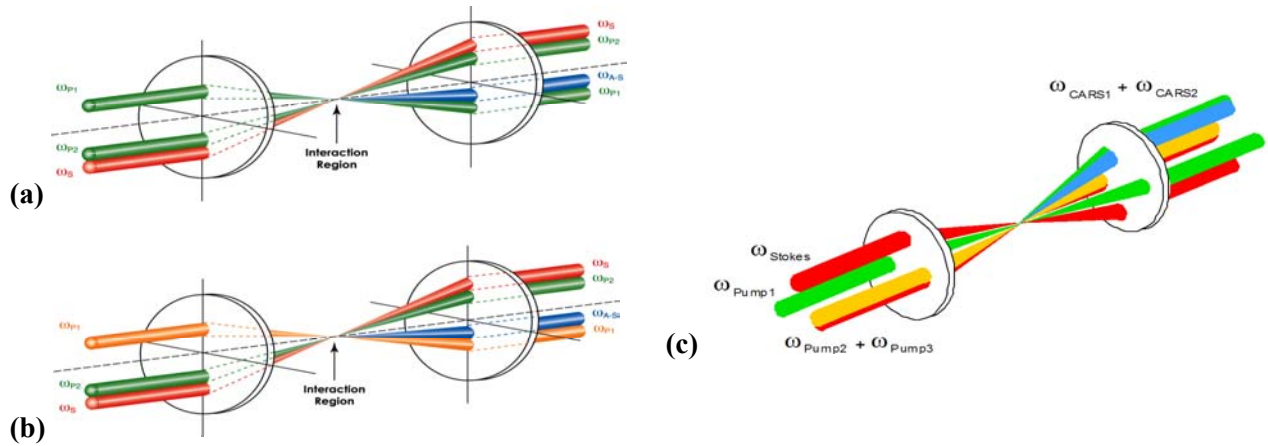 ωP1
ωP2
ωS
Interaction
Region
ωS
ωP2
ωA-S
ωP1
(a)
ωP1
ωP2
ωS
Interaction
Region
ωS
ωP2
ωA-S
ωP1
(b)
ωCARS1 + ωCARS2
ωStokes
ωPump1
ωPump2 + ωPump3
(c)